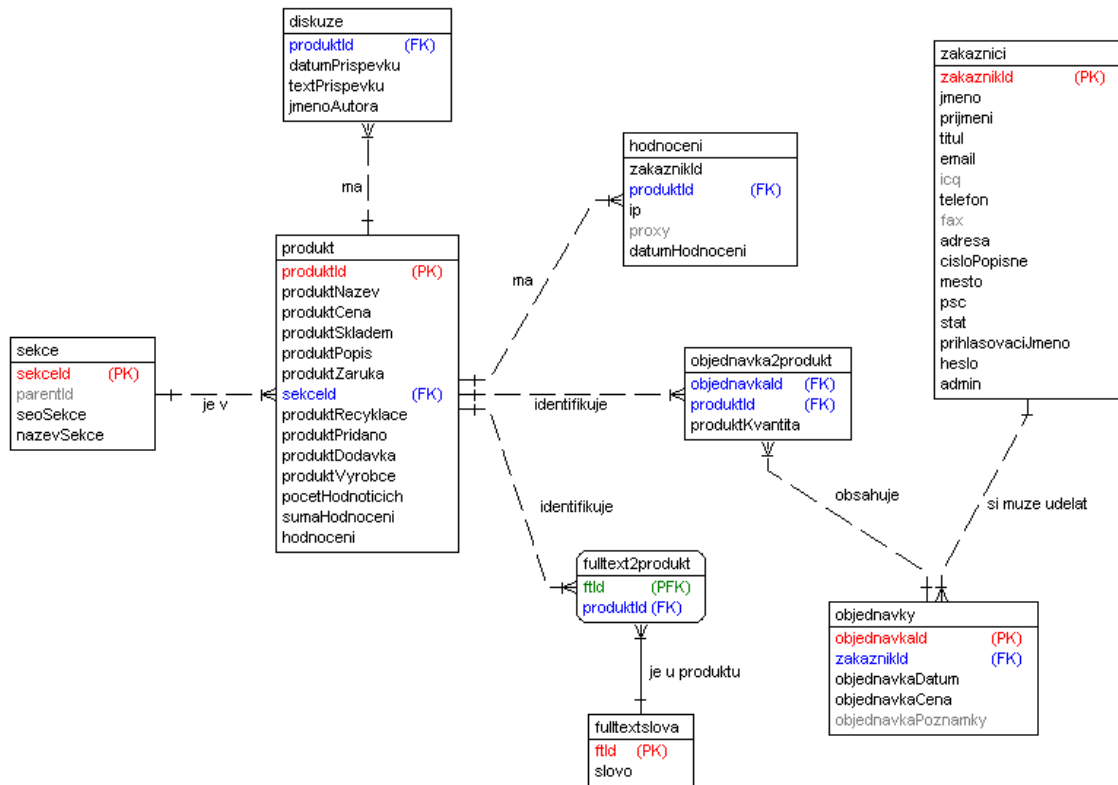 diskuze
produktId (FK)
datumPrispevku
textPrispevku
jmenoAutora
ma
zakaznici
zakaznikId (PK)
jmeno
prijmeni
titul
email
icq
telefon
fax
adresa
cisloPopisne
mesto
psc
stat
prihlasovaciJmeno
heslo
admin
hodnoceni
zakaznikId
produktId (FK)
ip
proxy
datumHodnoceni
ma
produkt
produktId (PK)
produktNazev
produktCena
produktSkladem
produktPopis
produktZaruka
sekceId (FK)
produktRecyklace
produktPridano
produktDodavka
produktVyrobce
pocetHodnoticich
sumaHodnoceni
hodnoceni
sekce
sekceId (PK)
parentId
seoSekce
nazevSekce
je v
identifikuje
objednavka2produkt
objednavkaId (FK)
produktId (FK)
produktKvantita
obsahuje
si muze udelat
identifikuje
fulltext2produkt
ftId (PFK)
produktId (FK)
je u produktu
fulltextslova
ftId (PK)
slovo
objednavky
objednavkaId (PK)
zakaznikId (FK)
objednavkaDatum
objednavkaCena
objednavkaPoznamky